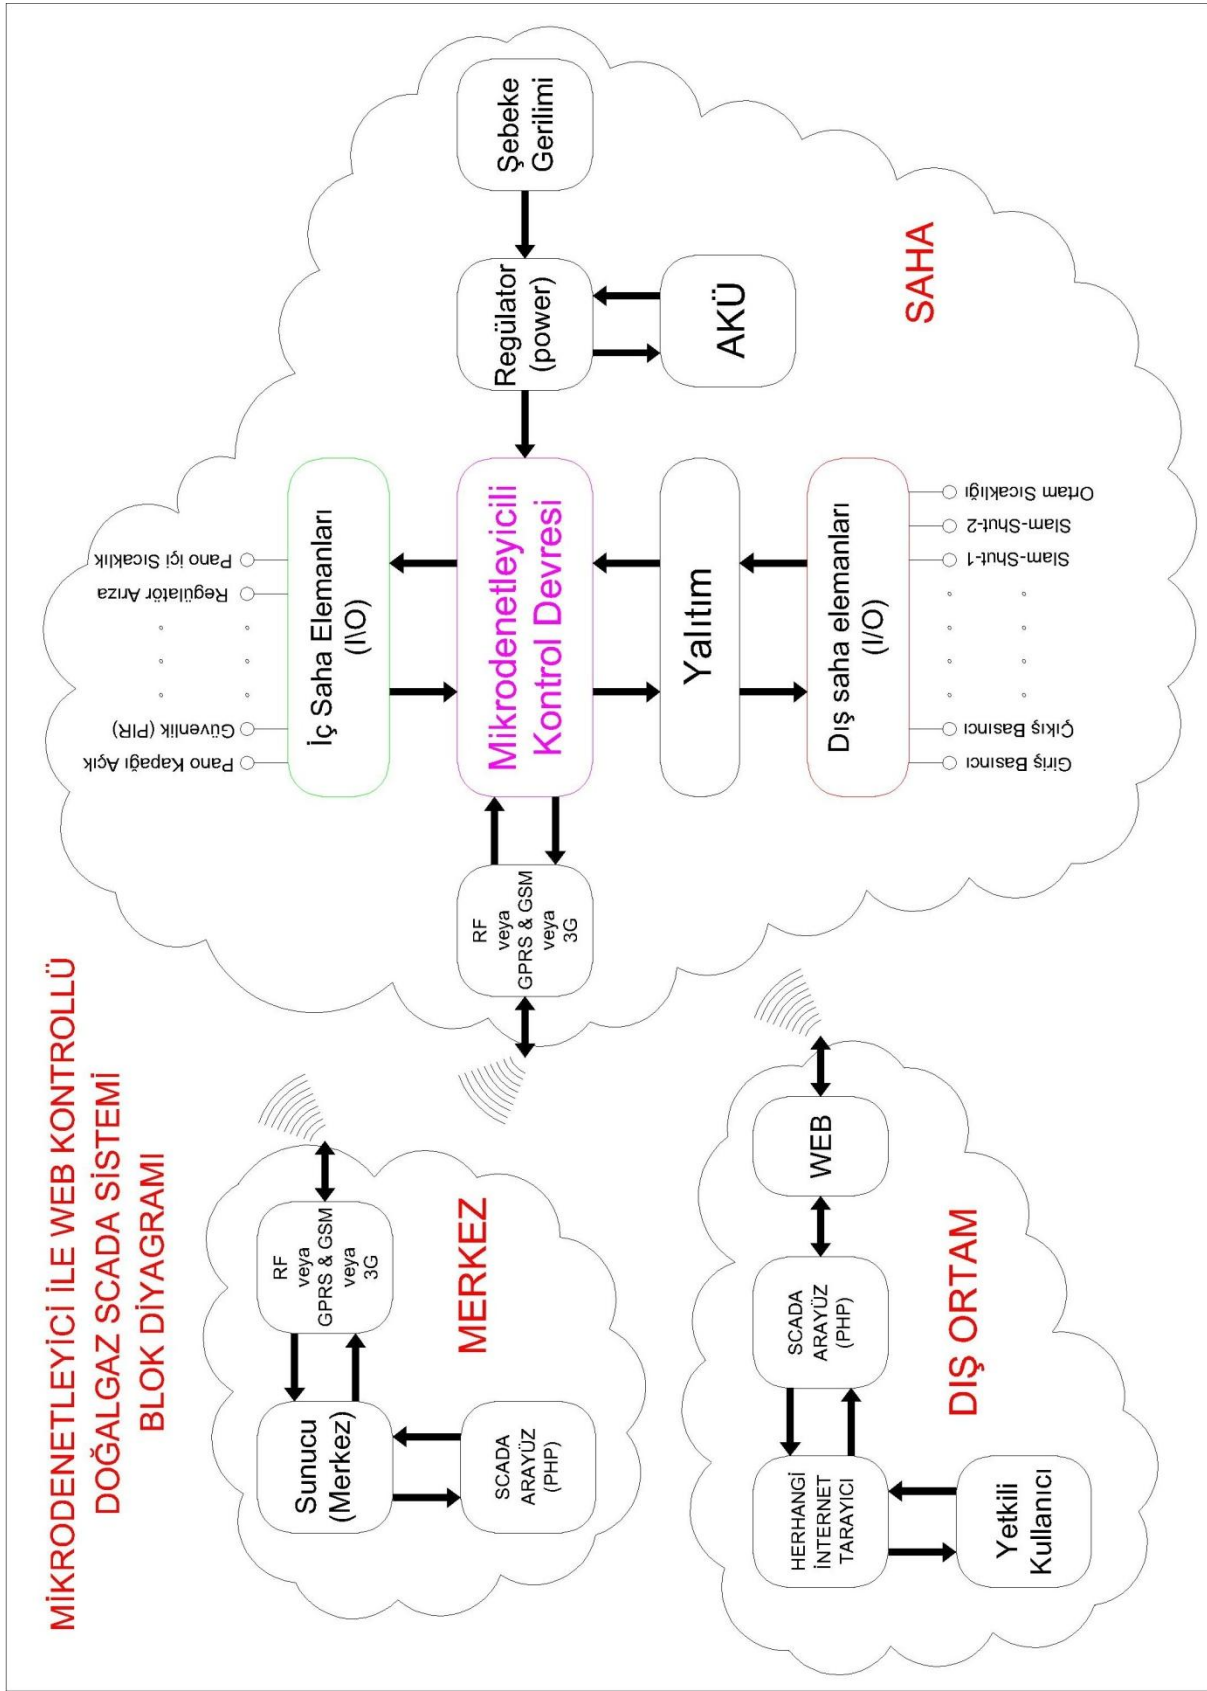 MİKRODENETLEYİCİ İLE WEB KONTROLLÜ
DOĞALGAZ SCADA SİSTEMİ
BLOK DİYAGRAMI
RF
veya
GPRS & GSM
veya
3G
Sunucu
(Merkez)
SCADA
ARAYÜZ
(PHP)
MERKEZ
WEB
SCADA
ARAYÜZ
(PHP)
HERHANGİ
İNTERNET
TARAYICI
Yetkili
Kullanıcı
DIŞ ORTAM
RF
veya
GPRS & GSM
veya
3G
Pano Kapağı Açık
Güvenlik (PIR)
Regülatör Arıza
Pano içi Sıcaklık
İç Saha Elemanları
(I\O)
Mikrodenetleyicili
Kontrol Devresi
Yalıtım
Dış saha elemanları
(I/O)
Giriş Basıncı
Çıkış Basıncı
Slam-Shut-1
Slam-Shut-2
Ortam Sıcaklığı
Şebeke
Gerilimi
Regülator
(power)
AKÜ
SAHA